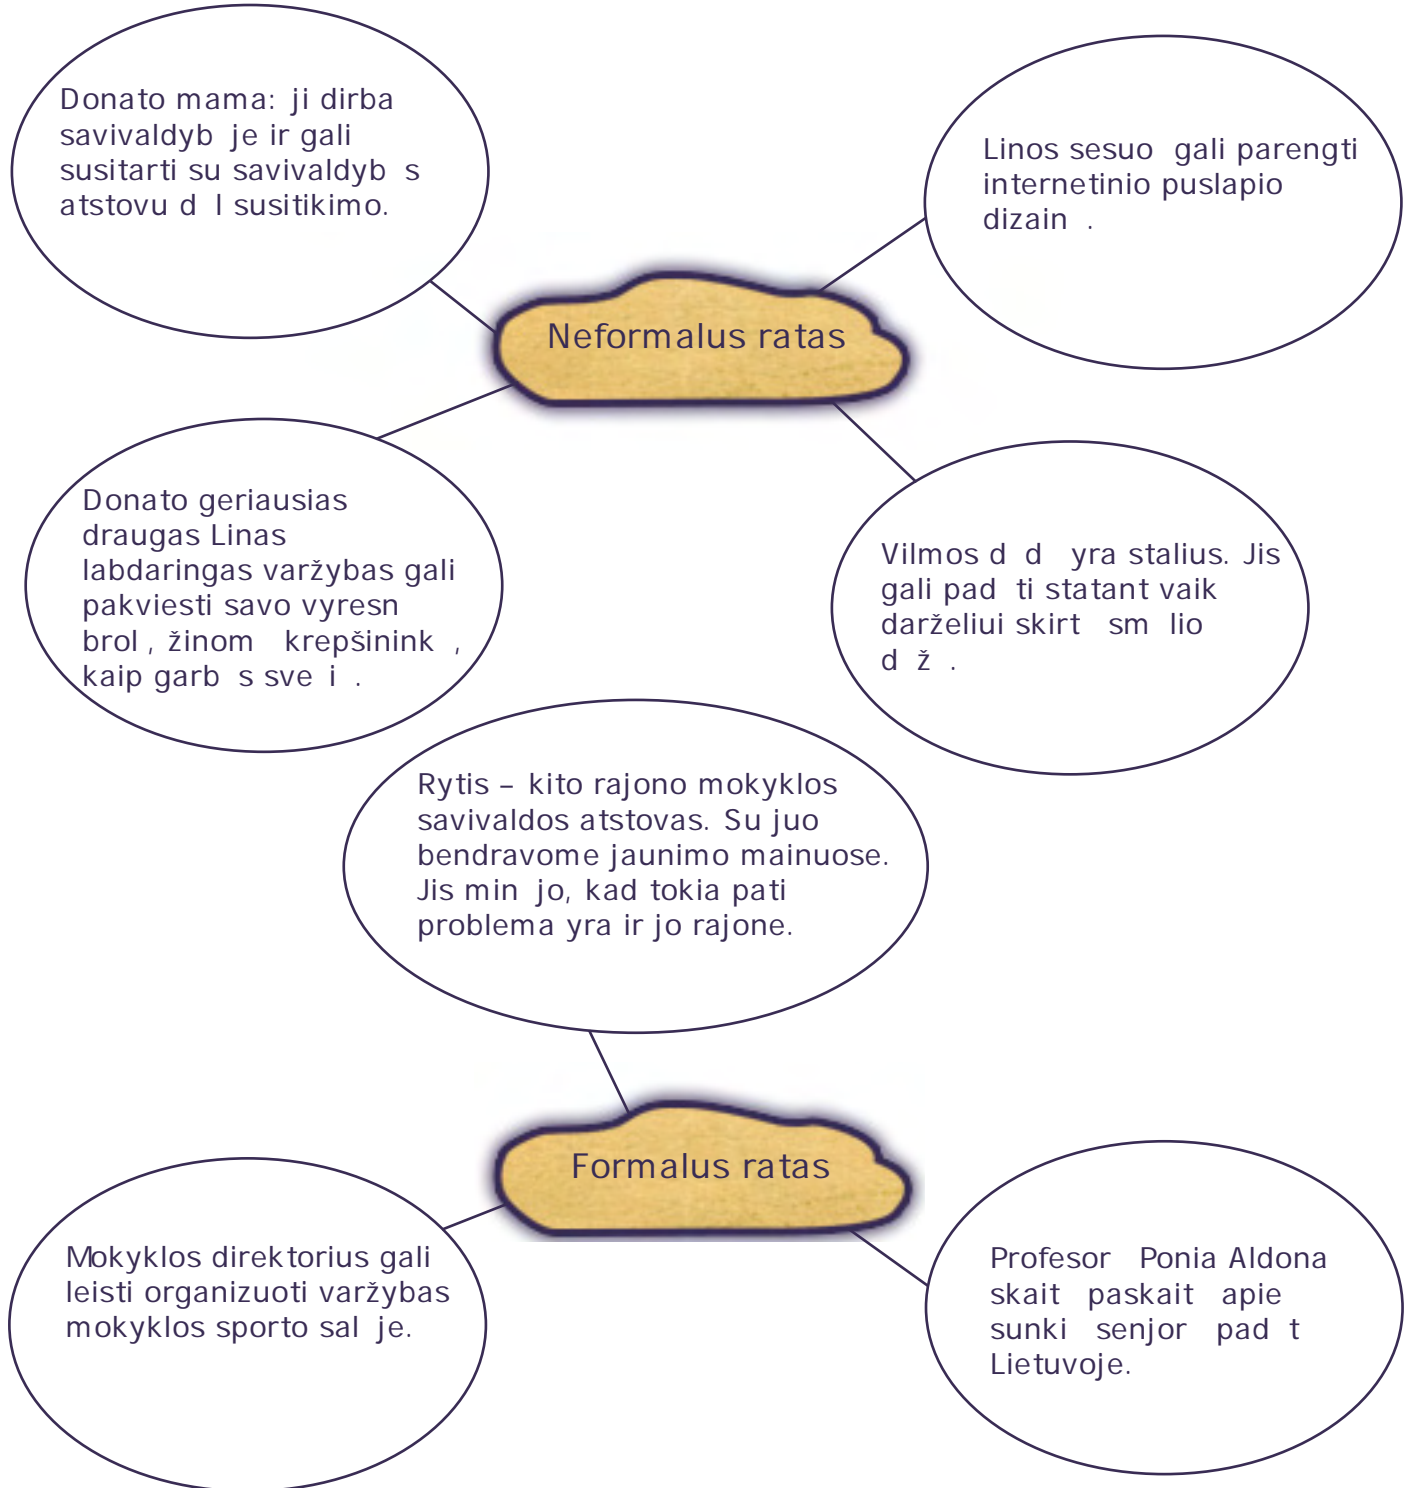 Donato mama: ji dirba
savivaldyb je ir gali
susitarti su savivaldyb s
atstovu d l susitikimo.
Linos sesuo gali parengti
internetinio puslapio
dizain .
Neformalus ratas
Donato geriausias
draugas Linas
labdaringas varžybas gali
pakviesti savo vyresn
brol , žinom krepšinink ,
kaip garb s sve i .
Vilmos d d yra stalius. Jis
gali pad ti statant vaik
darželiui skirt sm lio
d ž .
Rytis – kito rajono mokyklos
savivaldos atstovas. Su juo
bendravome jaunimo mainuose.
Jis min jo, kad tokia pati
problema yra ir jo rajone.
Formalus ratas
Mokyklos direktorius gali
leisti organizuoti varžybas
mokyklos sporto sal je.
Profesor Ponia Aldona
skait paskait apie
sunki senjor pad t
Lietuvoje.